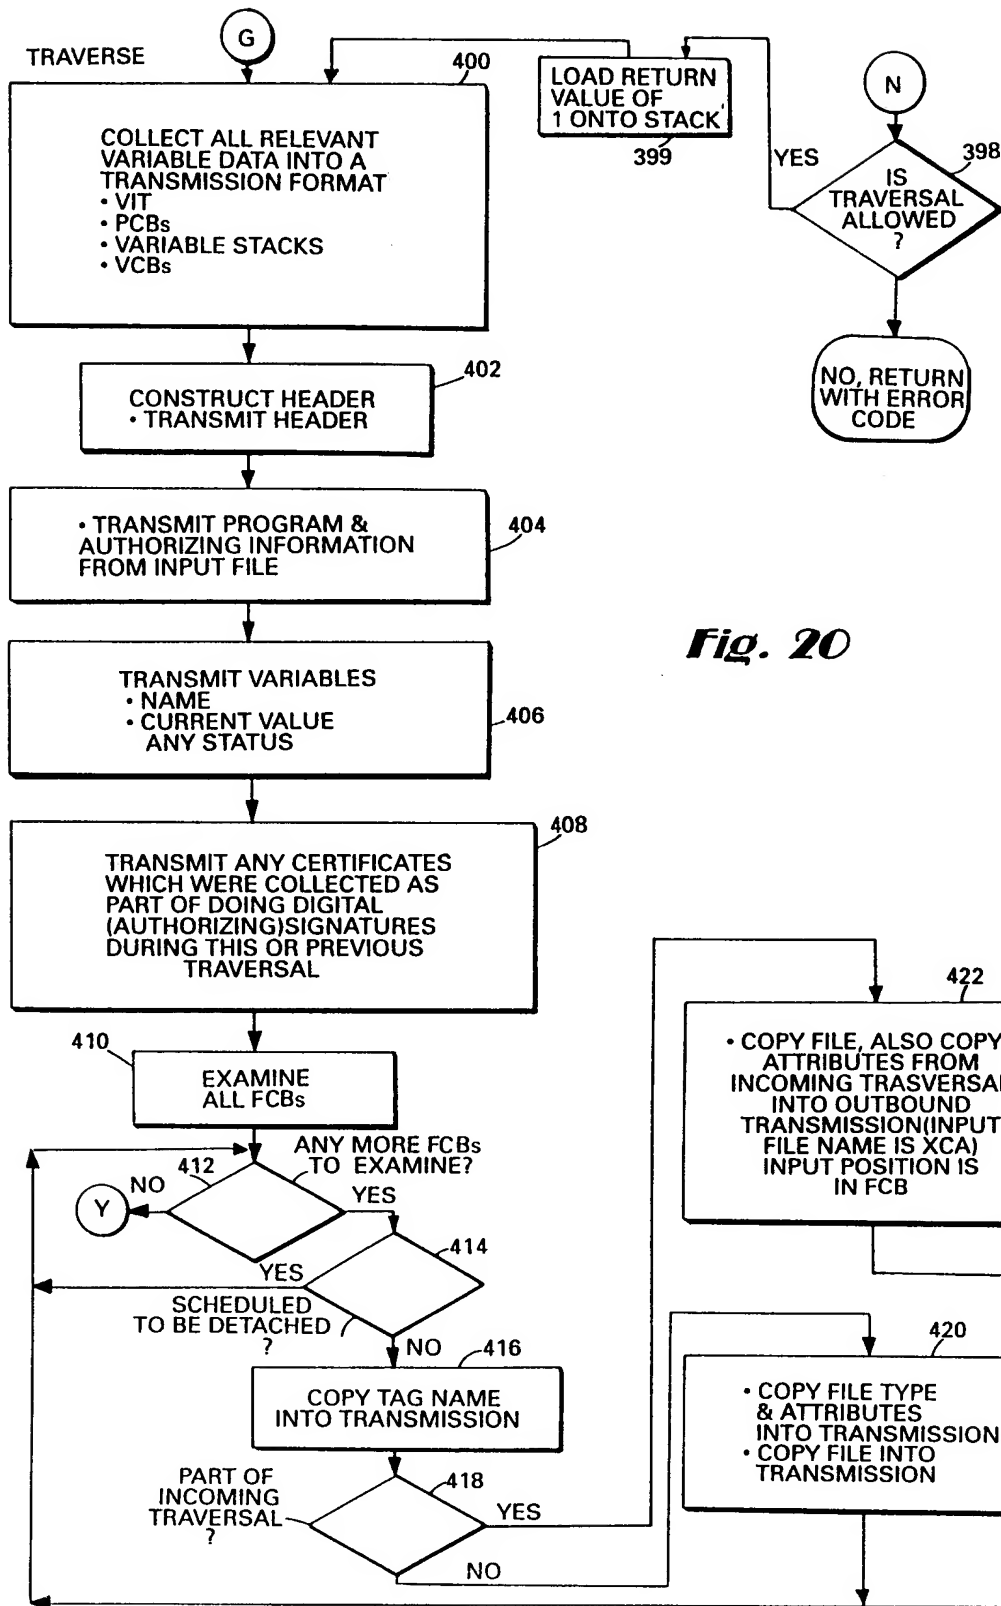 TRAVERSE
G
400
COLLECT ALL RELEVANT
VARIABLE DATA INTO A
TRANSMISSION FORMAT
• VIT
• PCBs
• VARIABLE STACKS
• VCBs
LOAD RETURN
VALUE OF
1 ONTO STACK
399
YES
N
398
IS
TRAVERSAL
ALLOWED
?
NO, RETURN
WITH ERROR
CODE
402
CONSTRUCT HEADER
• TRANSMIT HEADER
404
• TRANSMIT PROGRAM &
AUTHORIZING INFORMATION
FROM INPUT FILE
Fig. 20
TRANSMIT VARIABLES
• NAME
• CURRENT VALUE
ANY STATUS
406
408
TRANSMIT ANY CERTIFICATES
WHICH WERE COLLECTED AS
PART OF DOING DIGITAL
(AUTHORIZING)SIGNATURES
DURING THIS OR PREVIOUS
TRAVERSAL
410
EXAMINE
ALL FCBs
412
ANY MORE FCBs
TO EXAMINE?
NO
YES
Y
414
YES
SCHEDULED
TO BE DETACHED
?
NO
416
COPY TAG NAME
INTO TRANSMISSION
PART OF
INCOMING
TRAVERSAL
?
418
YES
NO
422
• COPY FILE, ALSO COPY
ATTRIBUTES FROM
INCOMING TRASVERSAL
INTO OUTBOUND
TRANSMISSION(INPUT
FILE NAME IS XCA)
INPUT POSITION IS
IN FCB
420
• COPY FILE TYPE
& ATTRIBUTES
INTO TRANSMISSION
• COPY FILE INTO
TRANSMISSION